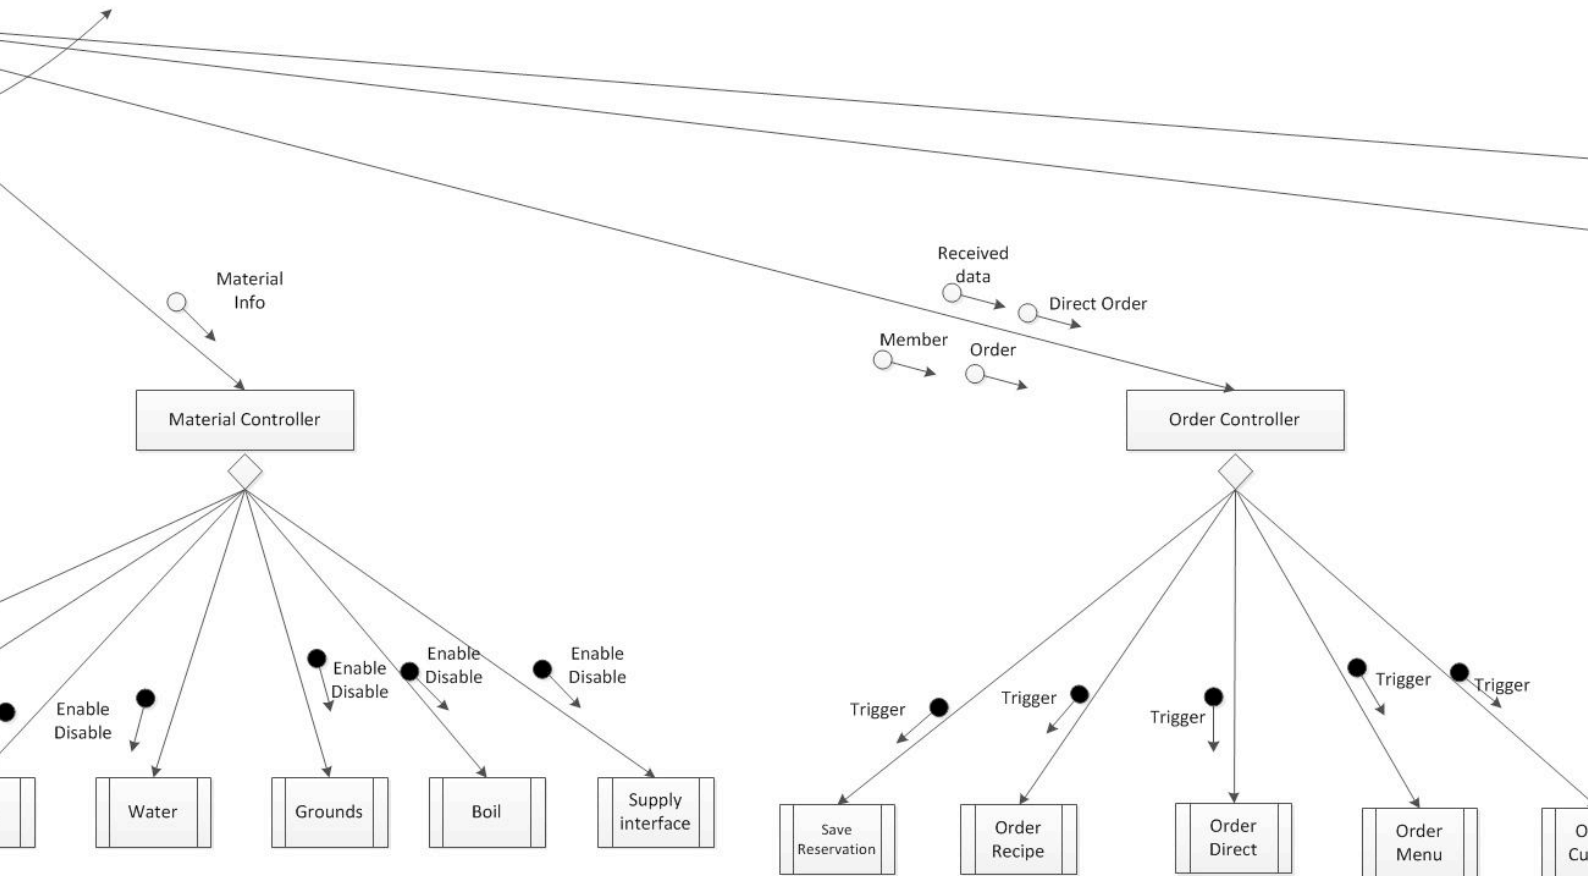 Received
data
Direct Order
Material
Info
Member
Order
Material Controller
Order Controller
Enable
Disable
Enable
Disable
Enable
Disable
Enable
Disable
Trigger
Trigger
Trigger
Trigger
Trigger
Water
Grounds
Boil
Supply
interface
Save
Reservation
Order
Recipe
Order
Direct
Order
Menu